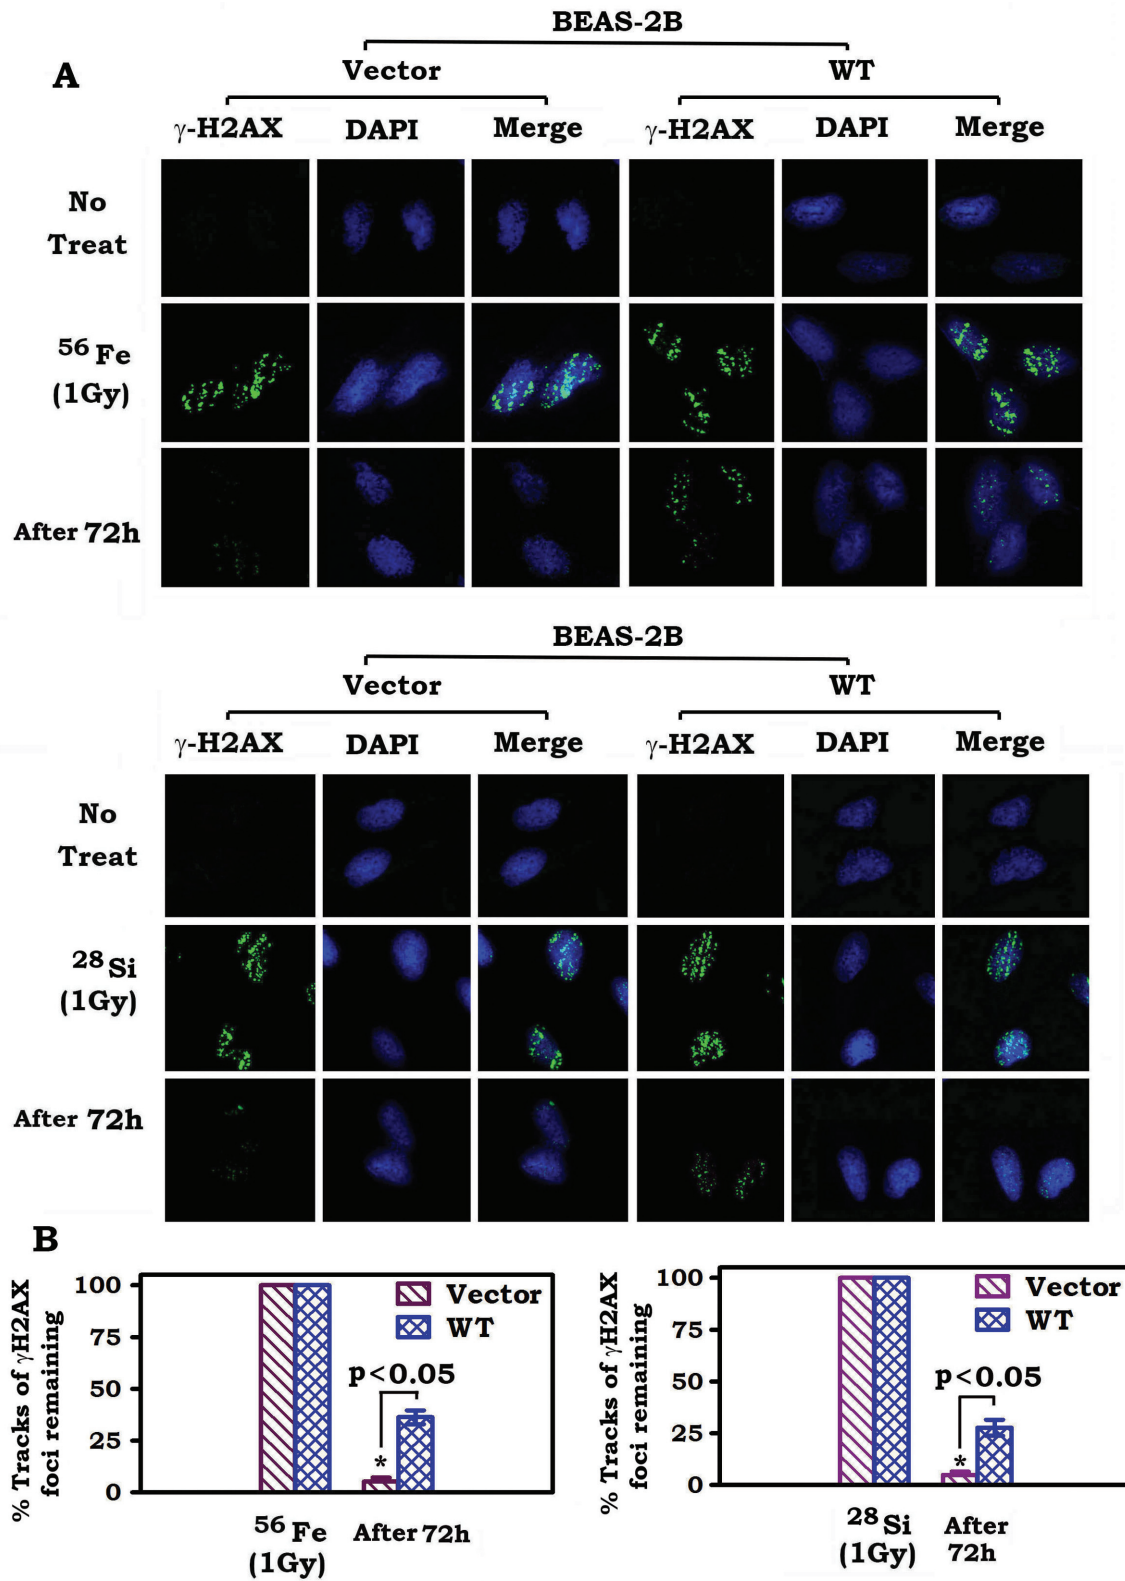 BEAS-2B
A
Vector WT
γ-H2AX DAPI Merge γ-H2AX DAPI Merge
No
Treat
56 Fe
(1Gy)
After 72h
BEAS-2B
Vector WT
γ-H2AX DAPI Merge γ-H2AX DAPI Merge
No
Treat
28 Si
(1Gy)
After 72h
B
% Tracks of γH2AX
foci remaining
100
75
50
25
0
Vector
WT
p<0.05
*
56 Fe
(1Gy)
After 72h
% Tracks of γH2AX
foci remaining
100
75
50
25
0
Vector
WT
p<0.05
*
28 Si
(1Gy)
After
72h